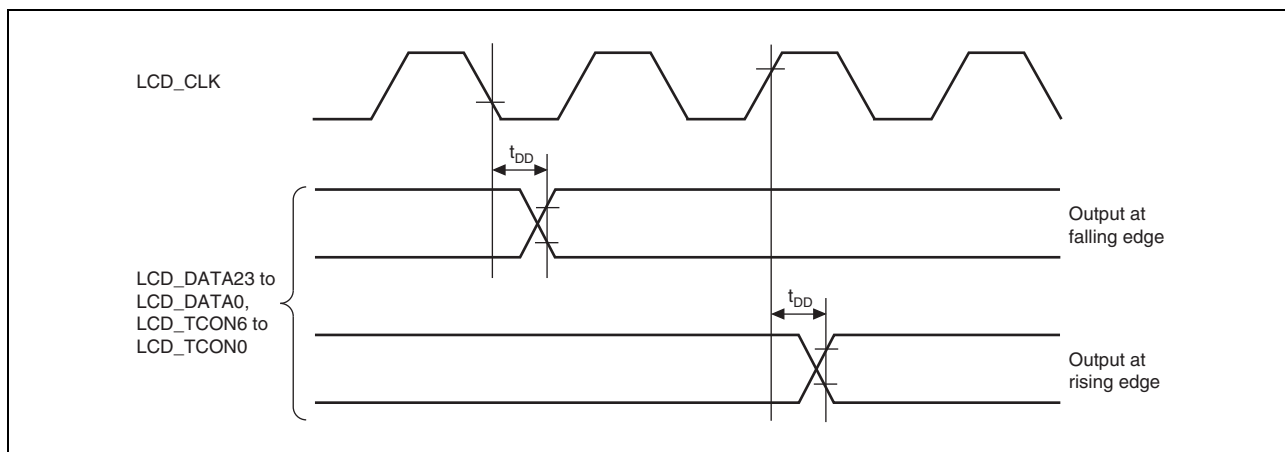 LCD_CLK
tDD
Output at
falling edge
LCD_DATA23 to
LCD_DATA0,
LCD_TCON6 to
LCD_TCON0
tDD
Output at
rising edge